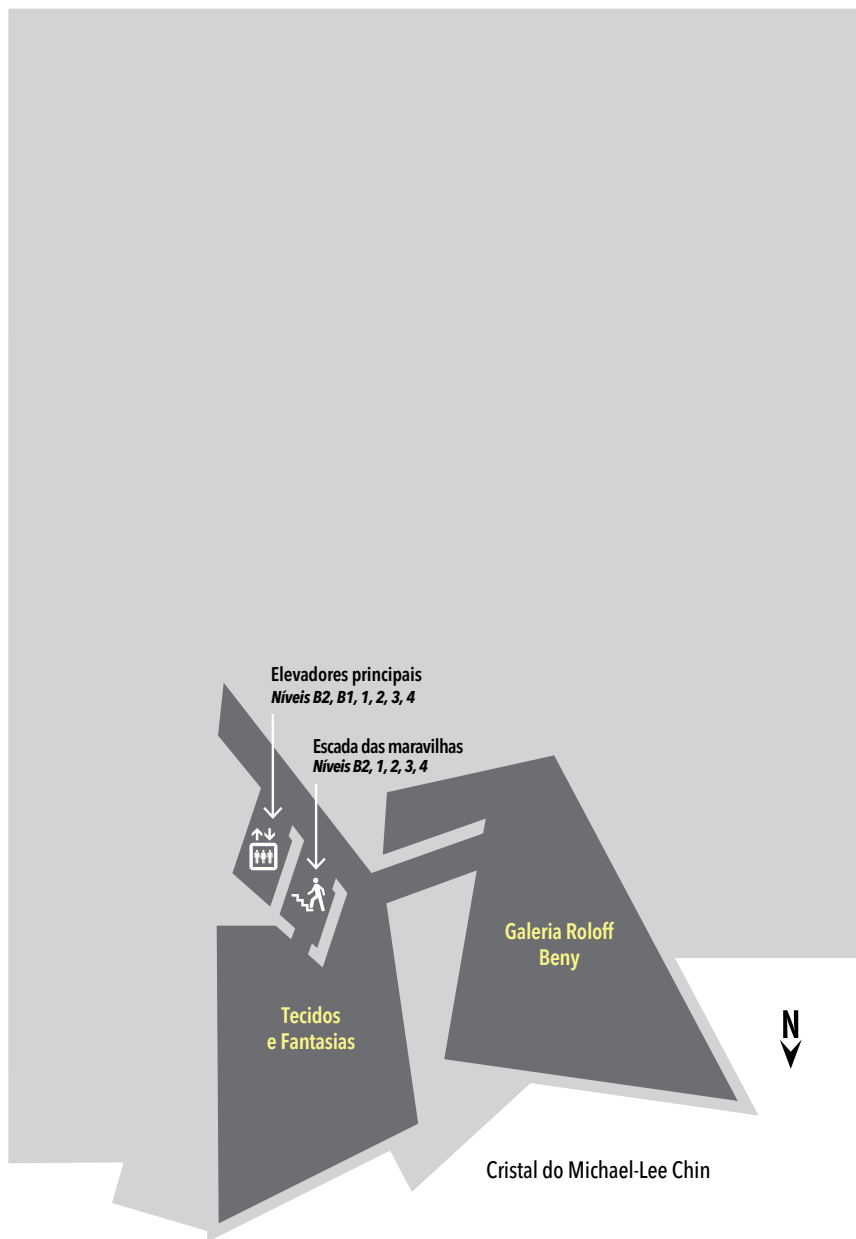 Elevadores principais
Níveis B2, B1, 1, 2, 3, 4
Escada das maravilhas
Níveis B2, 1, 2, 3, 4
Galeria Roloff
Beny
Tecidos
e Fantasias
N
Cristal do Michael-Lee Chin